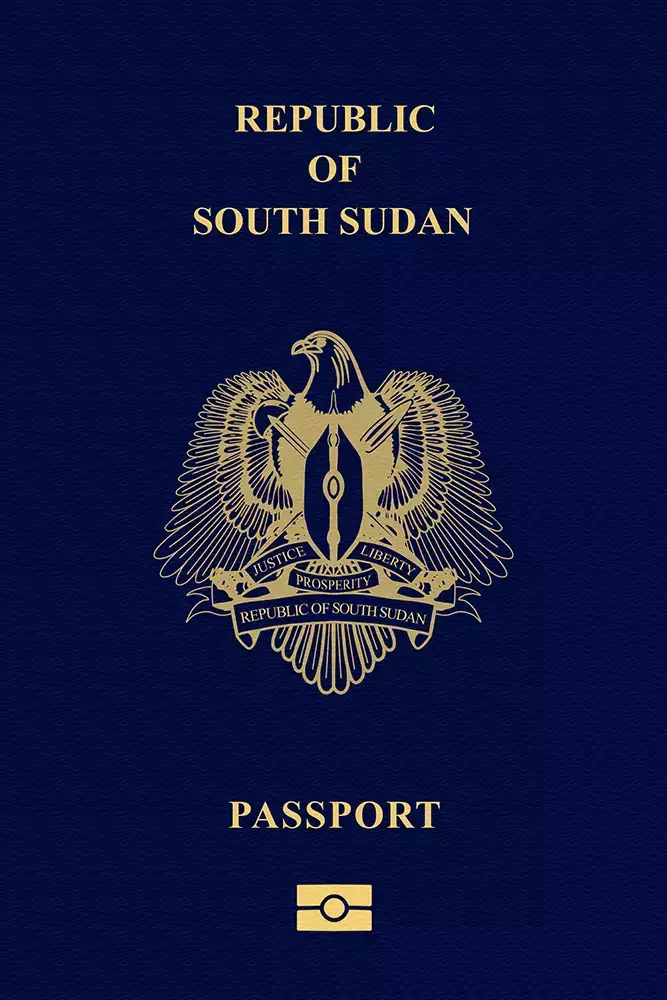 REPUBLIC
OF
SOUTH SUDAN
JUSTICE
LIBERTY
PROSPERITY
REPUBLIC OF SOUTH SUDAN
PASSPORT